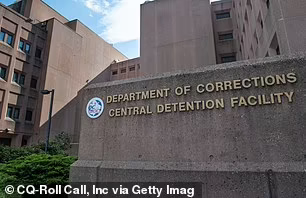 DEPARTMENT OF CORRECTIONS
CENTRAL DETENTION FACILITY
© CQ-Roll Call, Inc via Getty Imag